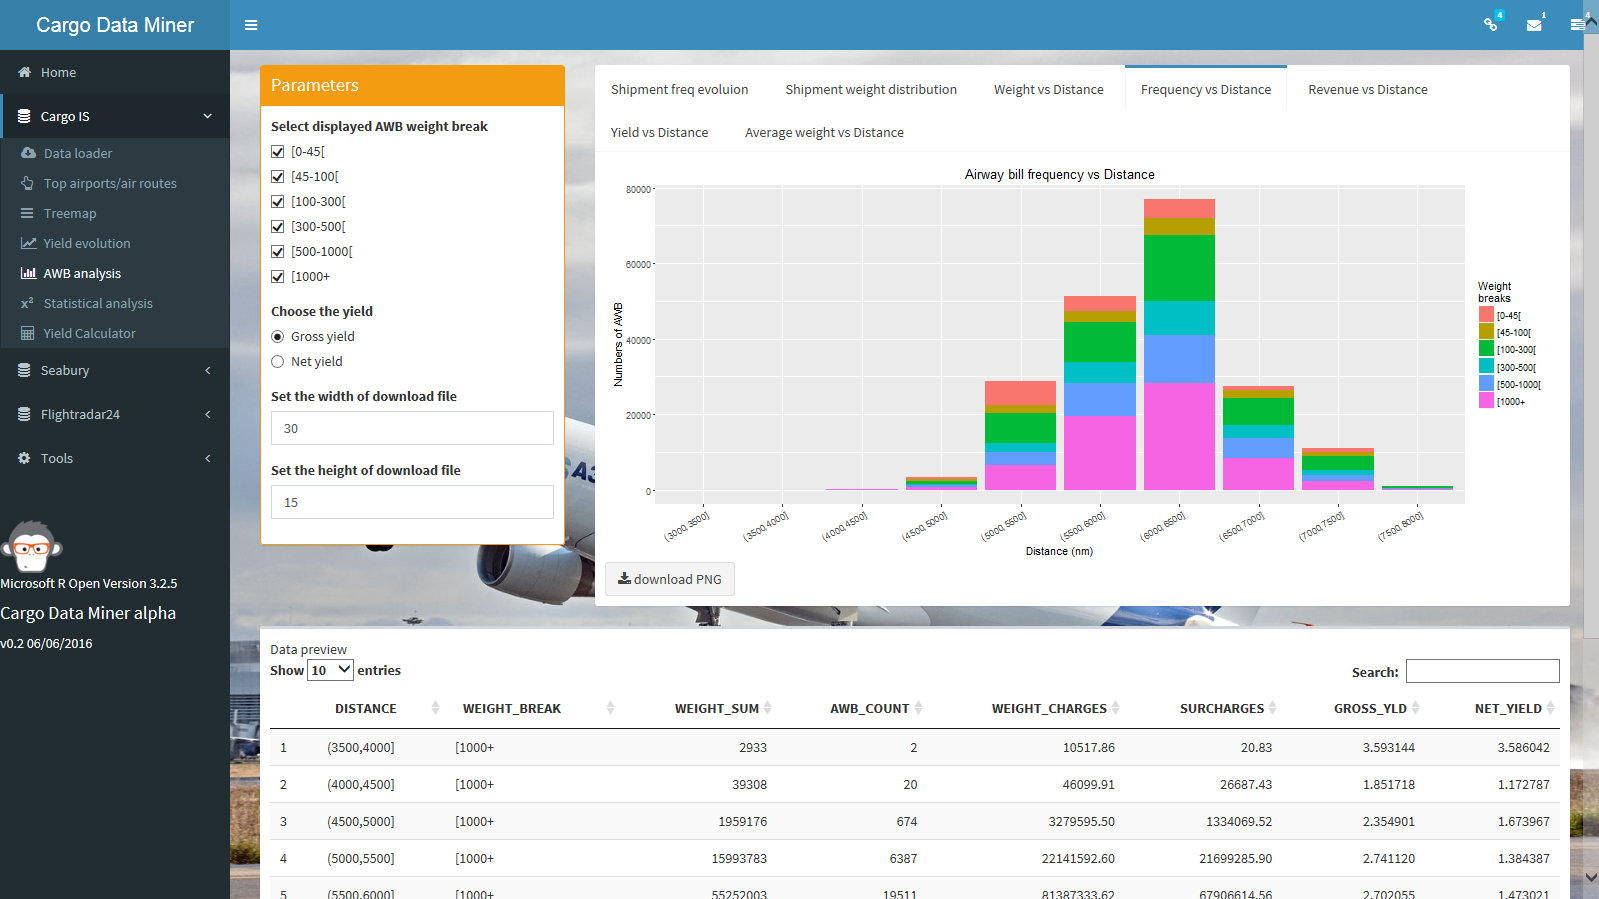 Cargo Data Miner
4
1
4
Home
Cargo IS
Data loader
Top airports/air routes
Treemap
Yield evolution
AWB analysis
x² Statistical analysis
Yield Calculator
Seabury
Flightradar24
Tools
Microsoft R Open Version 3.2.5
Cargo Data Miner alpha
v0.2 06/06/2016
Parameters
Select displayed AWB weight break
[0-45[
[45-100[
[100-300[
[300-500[
[500-1000[
[1000+
Choose the yield
Gross yield
Net yield
Set the width of download file
30
Set the height of download file
15
A3
Shipment freq evoluion
Shipment weight distribution
Weight vs Distance
Frequency vs Distance
Revenue vs Distance
Yield vs Distance
Average weight vs Distance
Airway bill frequency vs Distance
Numbers of AWB
80000
60000
40000
20000
0
(3000,3500]
(3500,4000]
(4000,4500]
(4500,5000]
(5000,5500]
(5500,6000]
(6000,6500]
(6500,7000]
(7000,7500]
(7500,8000]
Distance (nm)
Weight
breaks
[0-45[
[45-100[
[100-300[
[300-500[
[500-1000[
[1000+
download PNG
Data preview
Show 10 entries
Search:
DISTANCE WEIGHT_BREAK WEIGHT_SUM AWB_COUNT WEIGHT_CHARGES SURCHARGES GROSS_YLD NET_YIELD
1 (3500,4000] [1000+ 2933 2 10517.86 20.83 3.593144 3.586042
2 (4000,4500] [1000+ 39308 20 46099.91 26687.43 1.851718 1.172787
3 (4500,5000] [1000+ 1959176 674 3279595.50 1334069.52 2.354901 1.673967
4 (5000,5500] [1000+ 15993783 6387 22141592.60 21699285.90 2.741120 1.384387
5 (5500,6000] [1000+ 55252003 19511 81387333.62 67906614.56 2.702055 1.473021